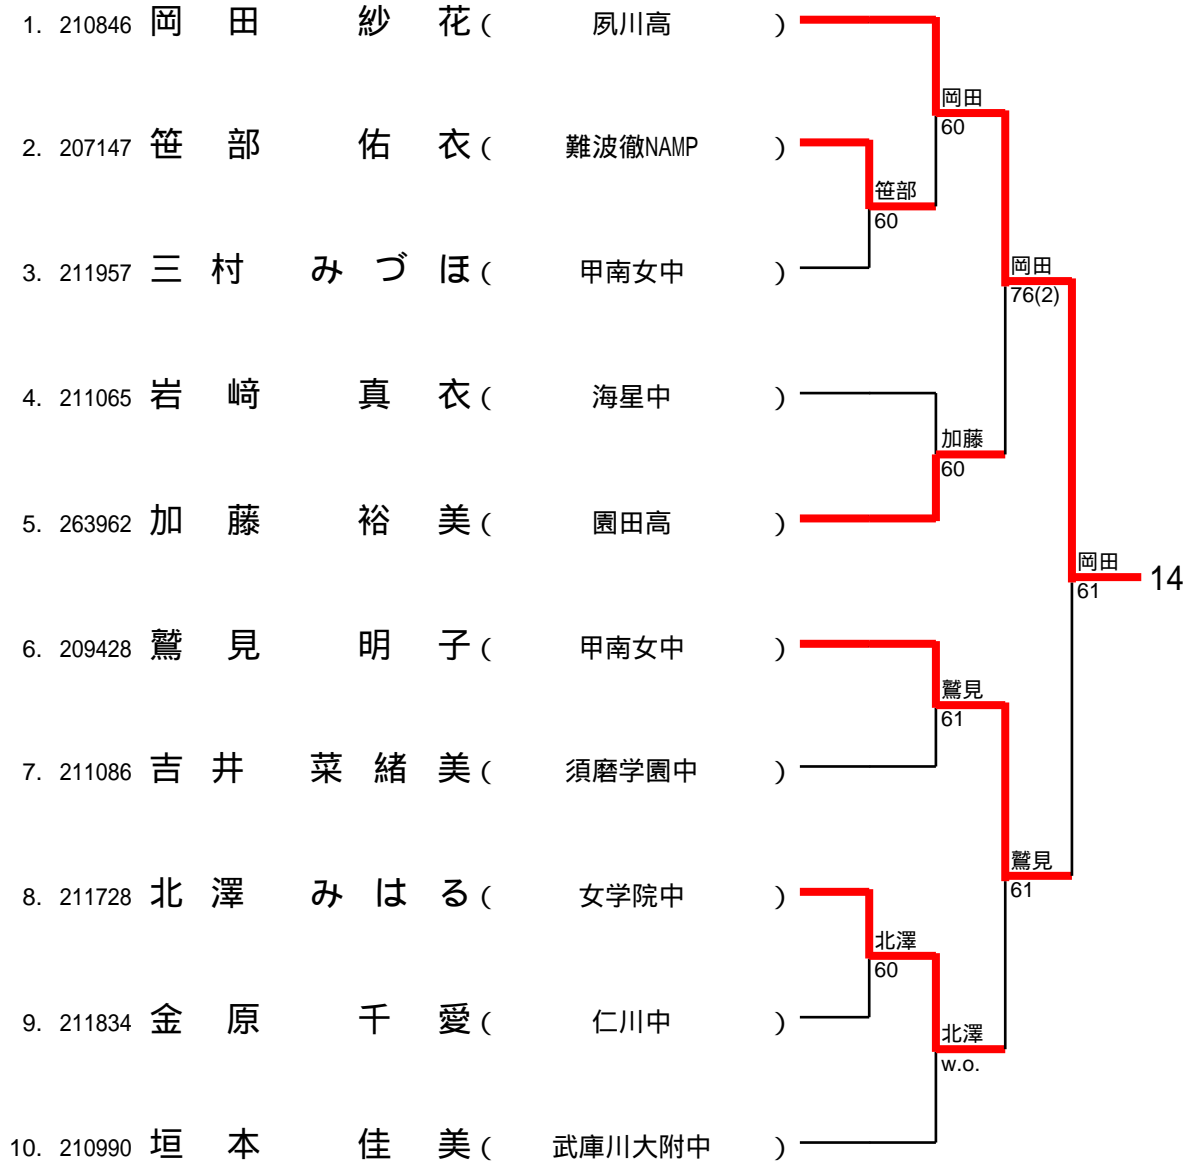 1. 210846 岡田 紗花 ( 夙川高 )
岡田
60
2. 207147 笹部 佑衣 ( 難波徹NAMP )
笹部
60
3. 211957 三村 みづほ ( 甲南女中 )
岡田
76(2)
4. 211065 岩﨑 真衣 ( 海星中 )
加藤
60
5. 263962 加藤 裕美 ( 園田高 )
岡田
61
14
6. 209428 鷲見 明子 ( 甲南女中 )
鷲見
61
7. 211086 吉井 菜緒美 ( 須磨学園中 )
鷲見
61
8. 211728 北澤 みはる ( 女学院中 )
北澤
60
9. 211834 金原 千愛 ( 仁川中 )
北澤
w.o.
10. 210990 垣本 佳美 ( 武庫川大附中 )